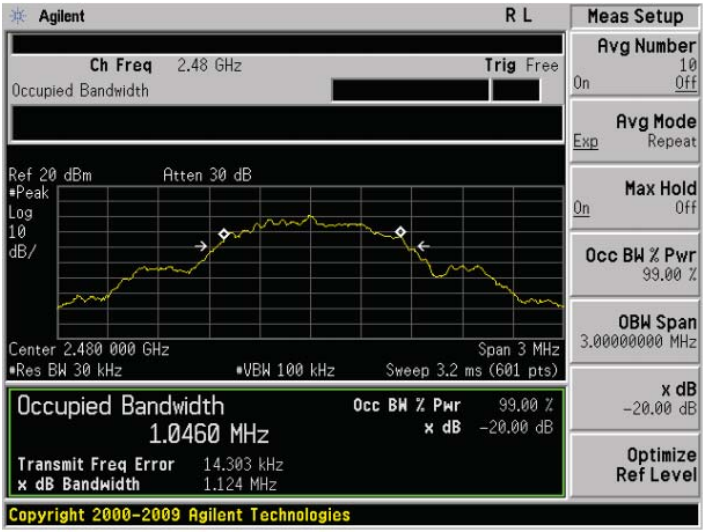 Agilent R L
Meas Setup
Ch Freq 2.48 GHz Trig Free
Occupied Bandwidth
Ref 20 dBm Atten 30 dB
#Peak
Log
10
dB/
Center 2.480 000 GHz Span 3 MHz
#Res BW 30 kHz #VBW 100 kHz Sweep 3.2 ms (601 pts)
Occupied Bandwidth
1.0460 MHz
Occ BW % Pwr 99.00 %
x dB -20.00 dB
Transmit Freq Error 14.303 kHz
x dB Bandwidth 1.124 MHz
Copyright 2000-2009 Agilent Technologies
Avg Number
10
On Off
Avg Mode
Exp Repeat
Max Hold
On Off
Occ BW % Pwr
99.00 %
OBW Span
3.00000000 MHz
x dB
-20.00 dB
Optimize
Ref Level